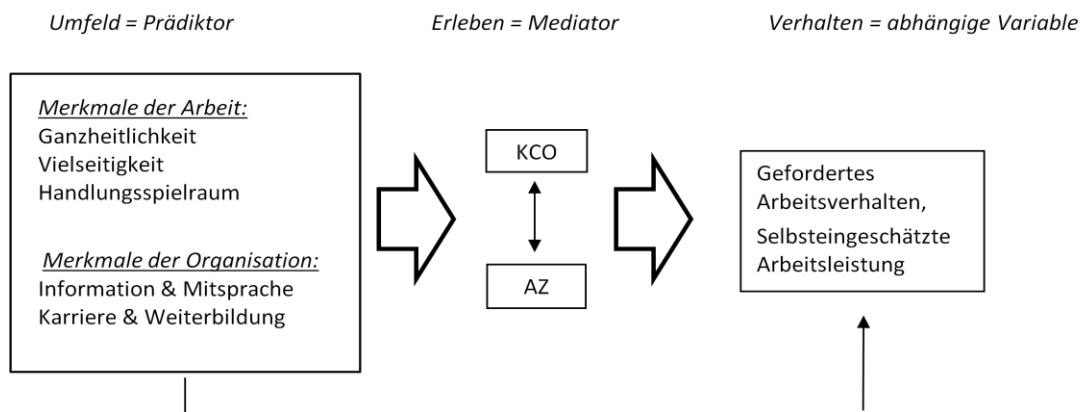 Umfeld = Prädiktor
Erleben = Mediator
Verhalten = abhängige Variable
Merkmale der Arbeit:
Ganzheitlichkeit
Vielseitigkeit
Handlungsspielraum
Merkmale der Organisation:
Information & Mitsprache
Karriere & Weiterbildung
KCO
AZ
Gefordertes
Arbeitsverhalten,
Selbsteingeschätzte
Arbeitsleistung